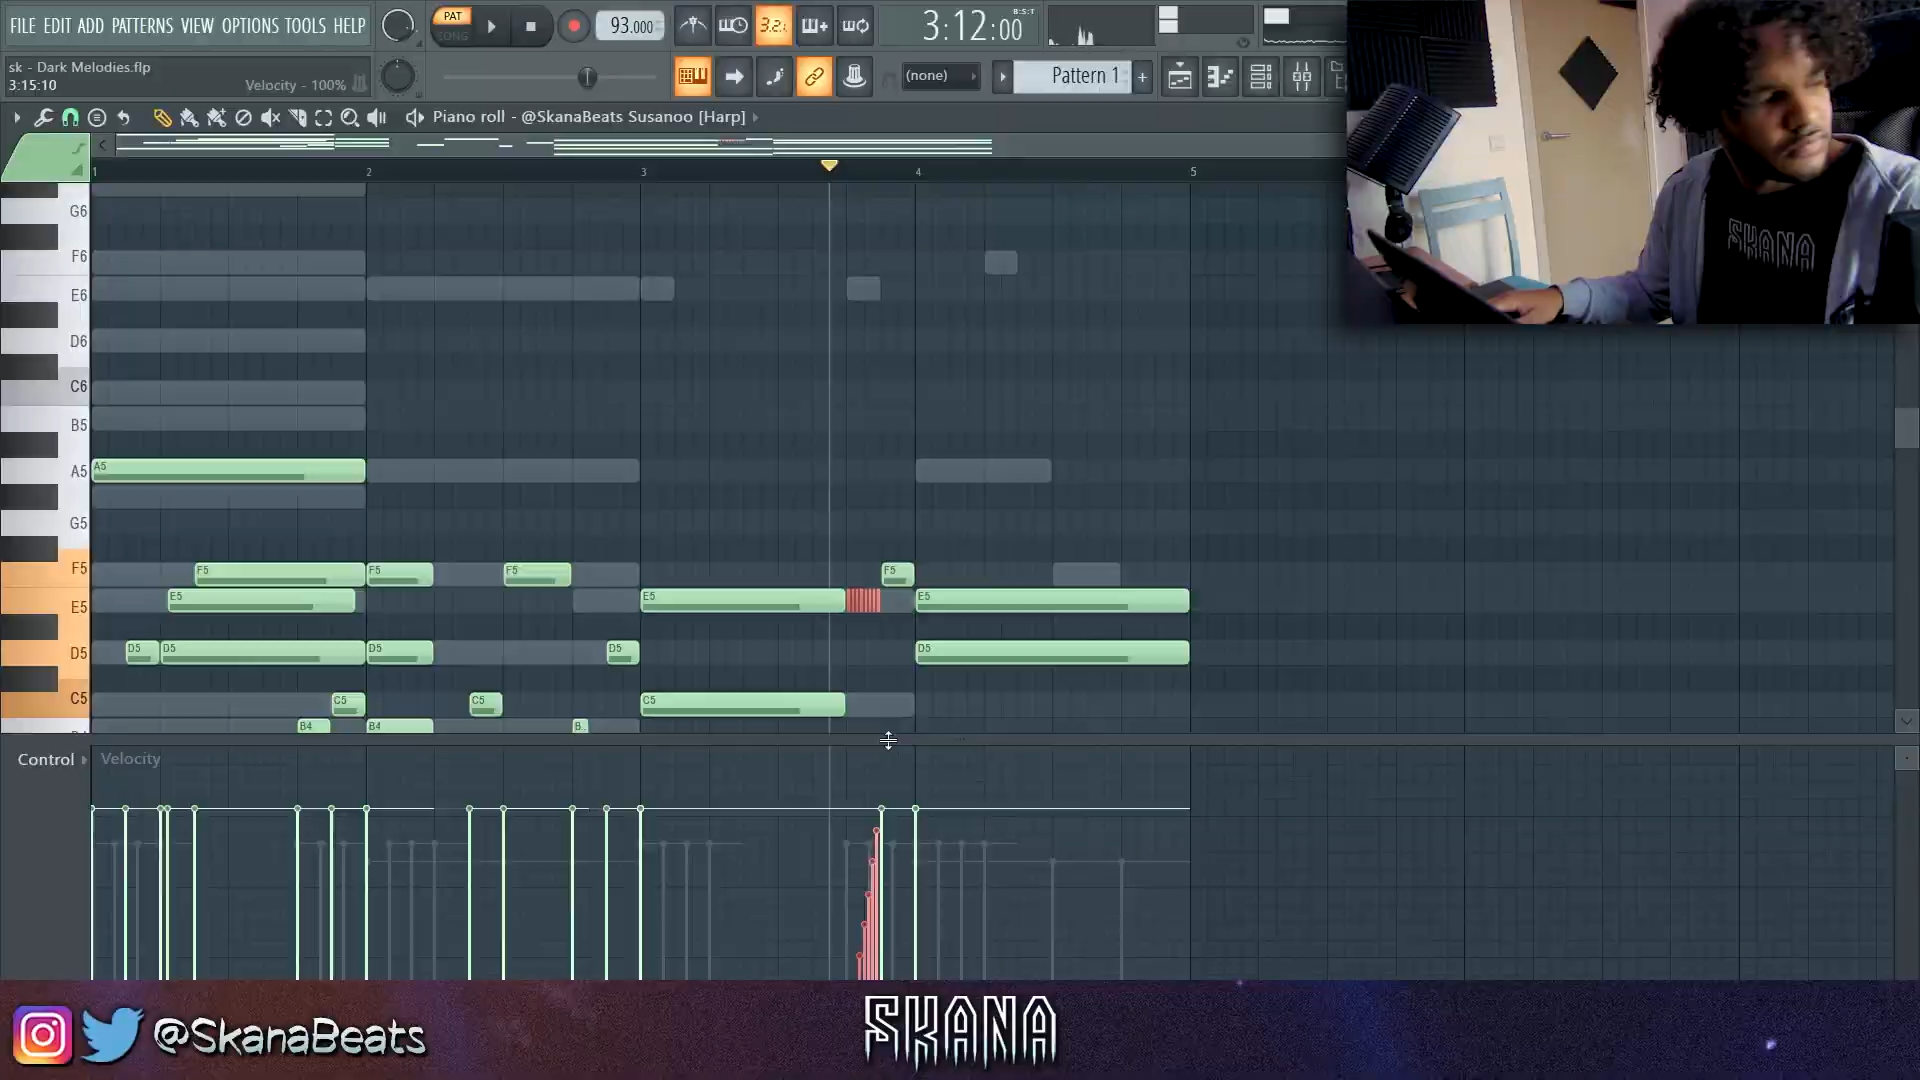 FILE EDIT ADD PATTERNS VIEW OPTIONS TOOLS HELP
PAT
SONG
93.000
3.2.
3:12:00
B:S:T
sk - Dark Melodies.flp
3:15:10
Velocity - 100%
(none)
Pattern 1
+
Piano roll - @SkanaBeats Susanoo [Harp]
1
2
3
4
5
G6
F6
E6
D6
C6
B5
A5
A5
G5
F5
F5
F5
F5
F5
E5
E5
E5
E5
D5
D5
D5
D5
D5
D5
C5
C5
C5
C5
B4
B4
B.
Control
Velocity
SKANA
@SkanaBeats
SKANA